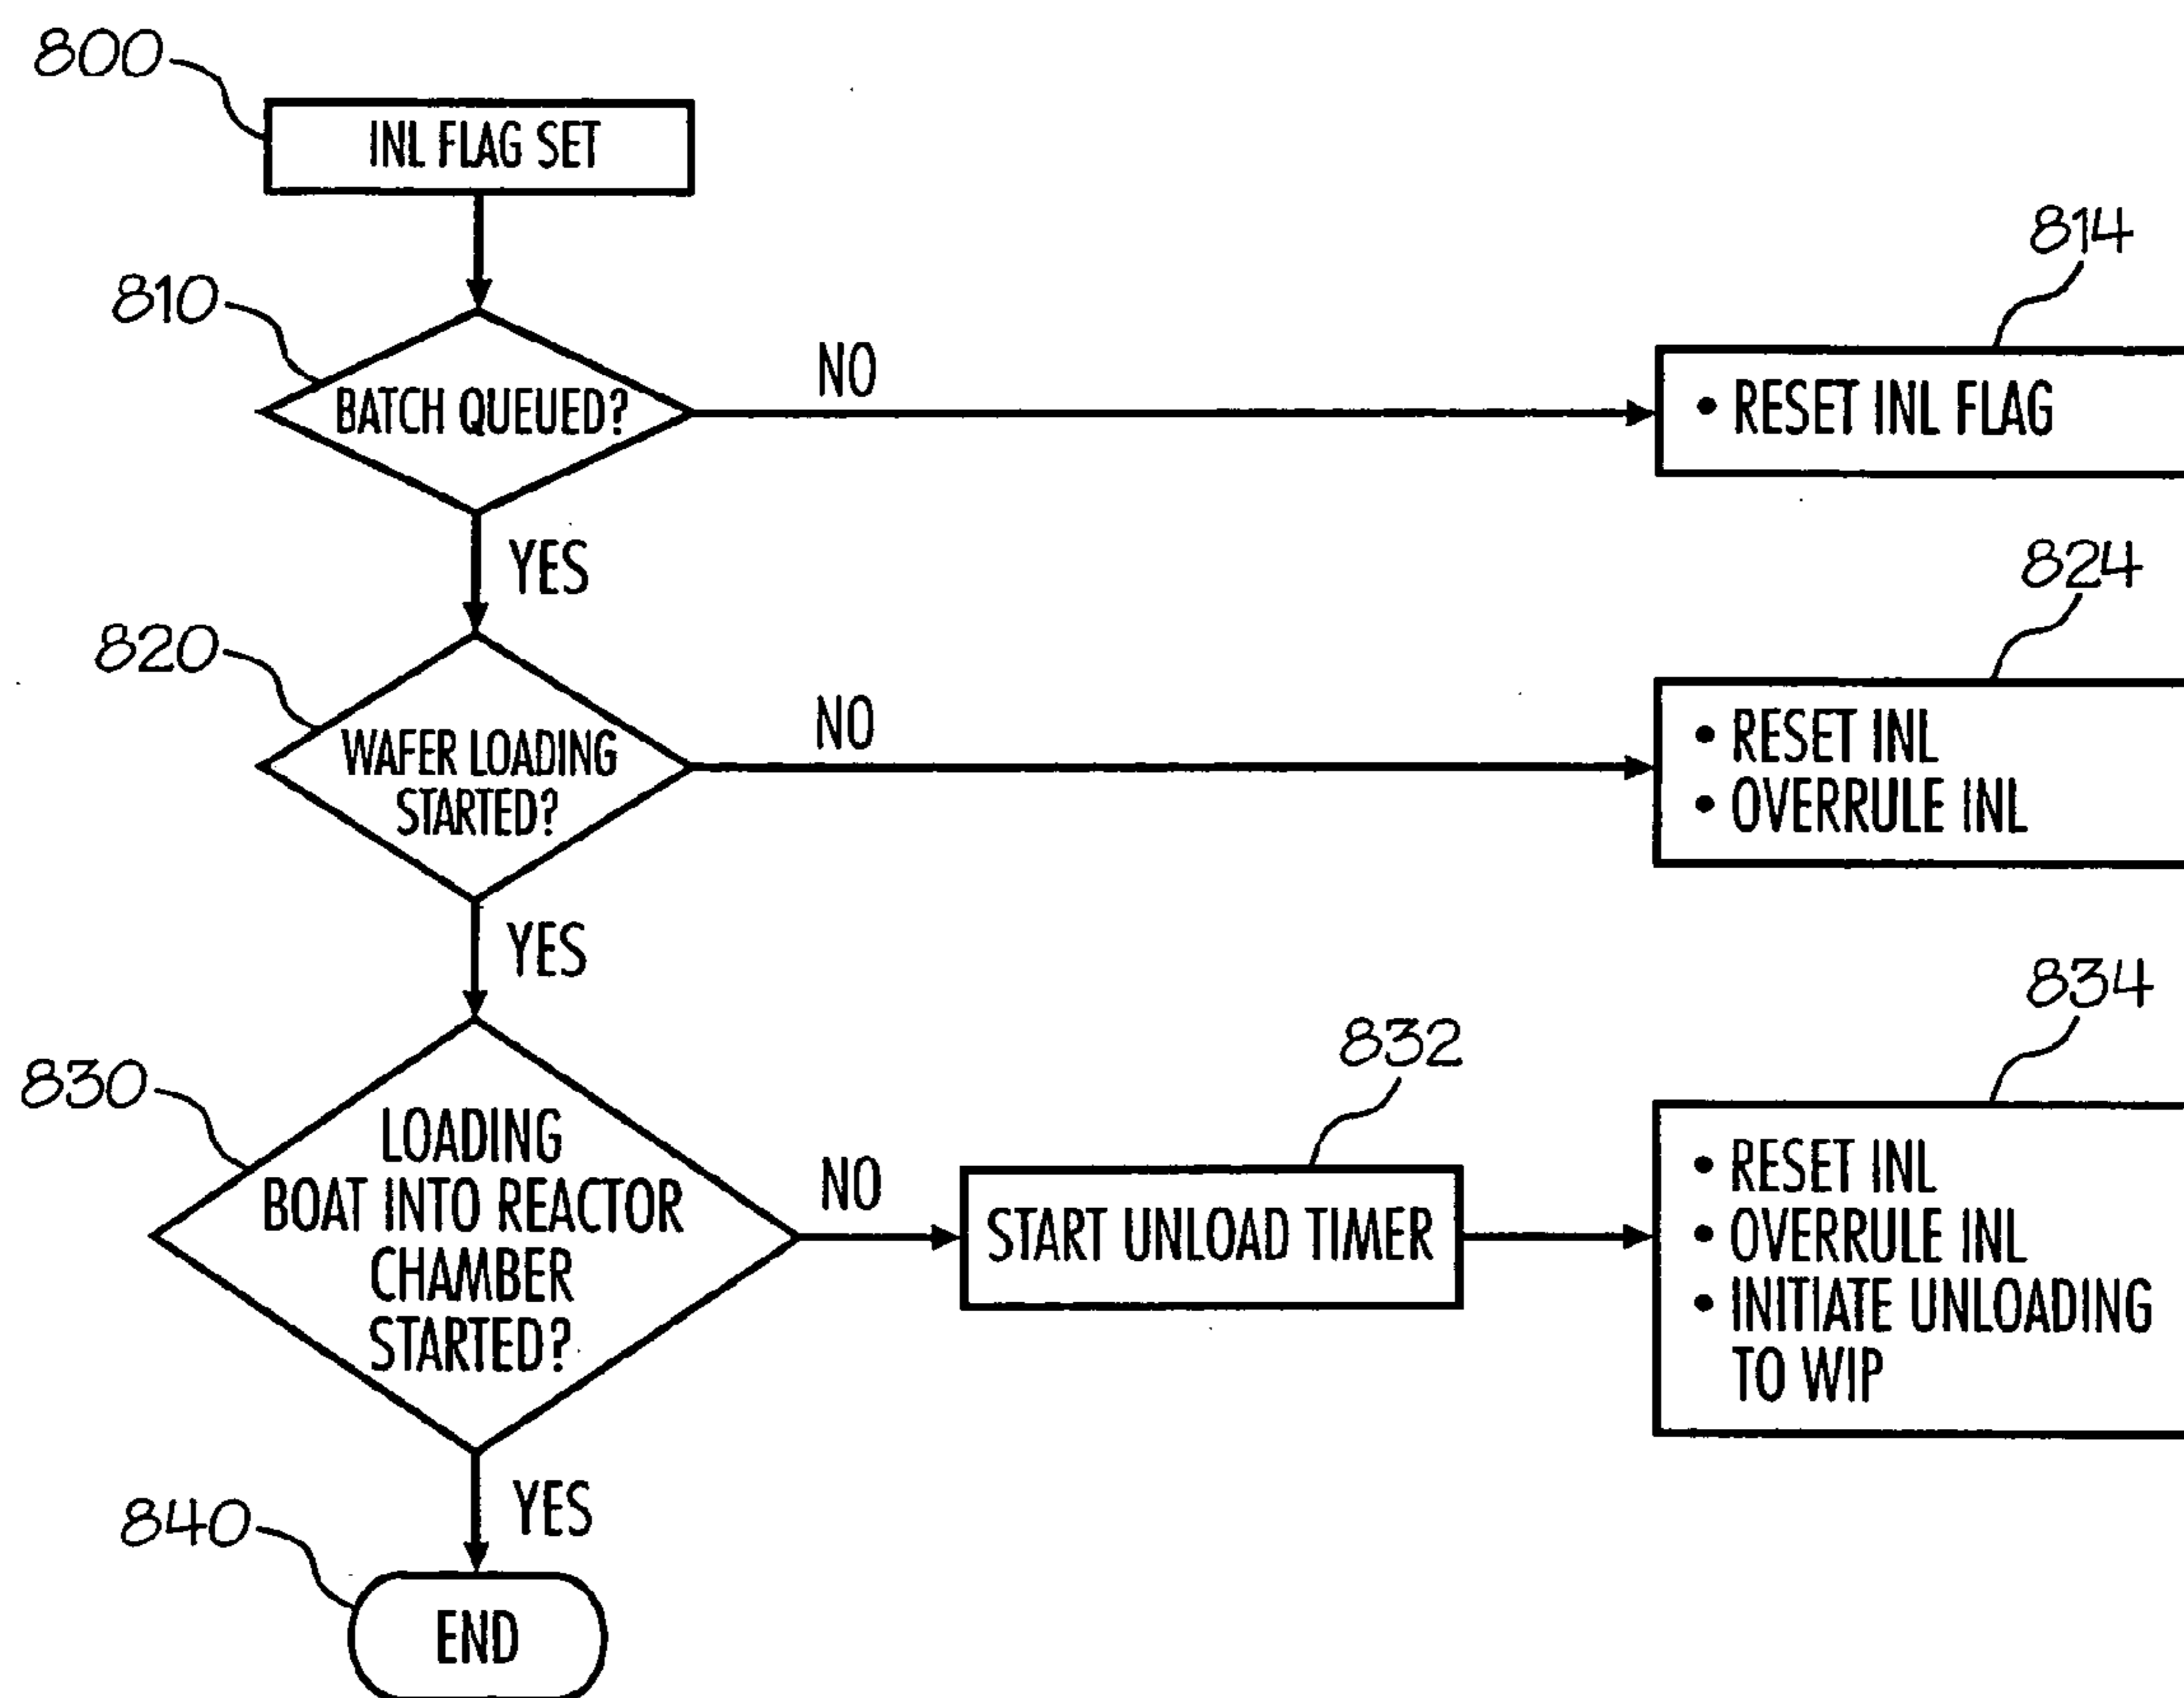 800
INL FLAG SET
814
810
BATCH QUEUED?
NO
• RESET INL FLAG
YES
824
820
WAFER LOADING
STARTED?
NO
• RESET INL
• OVERRULE INL
YES
834
832
830
LOADING
BOAT INTO REACTOR
CHAMBER
STARTED?
NO
START UNLOAD TIMER
• RESET INL
• OVERRULE INL
• INITIATE UNLOADING
TO WIP
YES
840
END